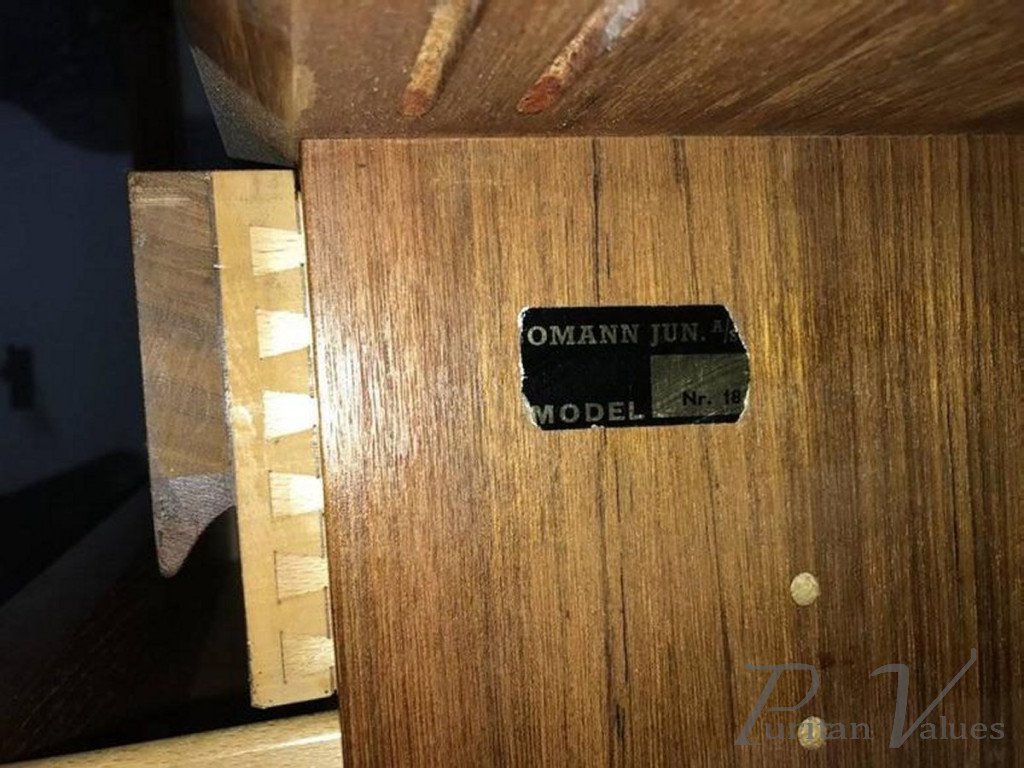 OMANN JUN. A/S
MODEL Nr. 18
Puritan Values